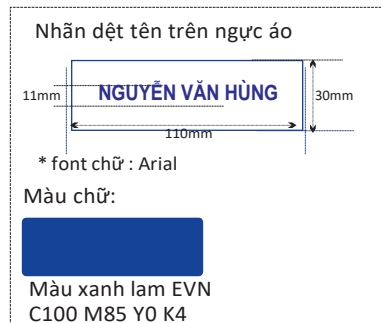 Nhãn dệt tên trên ngực áo
11mm
NGUYỄN VĂN HÙNG
30mm
110mm
* font chữ : Arial
Màu chữ:
Màu xanh lam EVN
C100 M85 Y0 K4